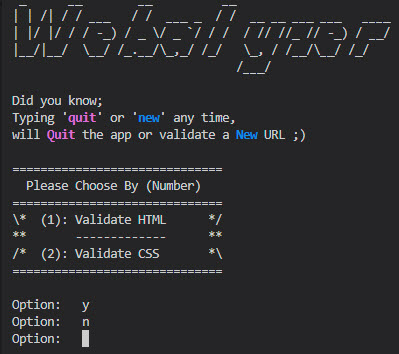 Webalyzer
Did you know;
Typing 'quit' or 'new' any time,
will Quit the app or validate a New URL ;)
==============================
Please Choose By (Number)
==============================
\* (1): Validate HTML */
** ------------- **
/* (2): Validate CSS *\
==============================
Option: y
Option: n
Option: